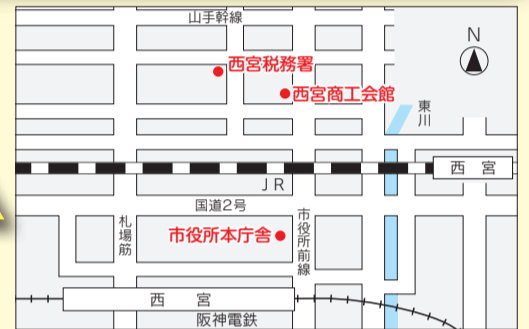 山手幹線
N
西宮税務署
西宮商工会館
東川
西宮
JR
国道2号
札場筋
市役所本庁舎
市役所前線
西宮
阪神電鉄